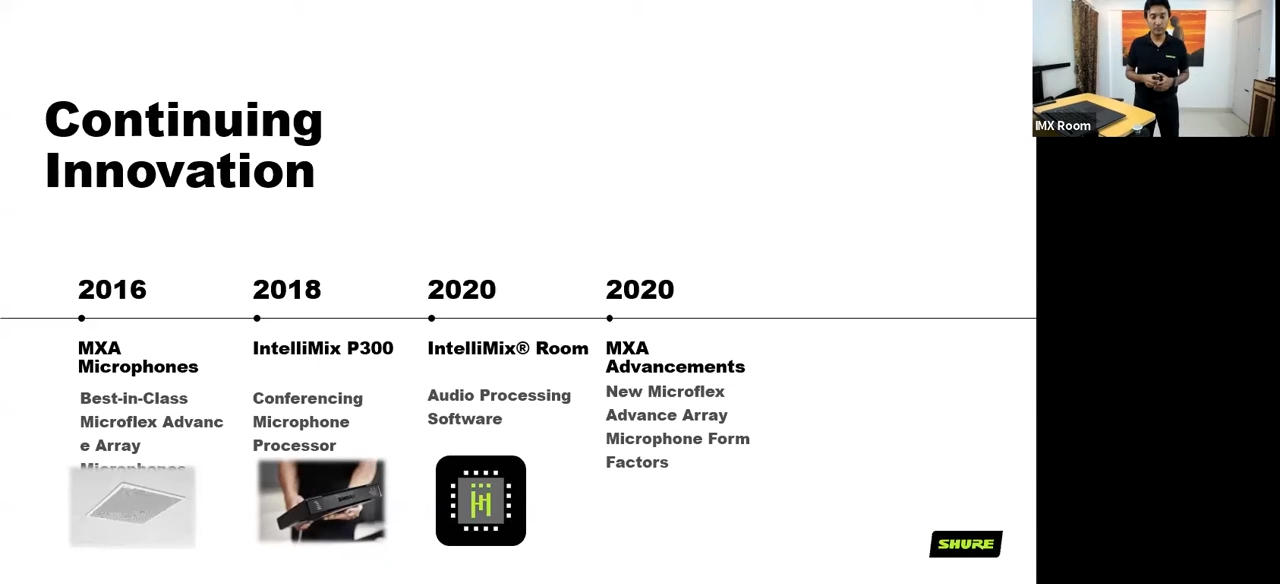 Continuing
Innovation
2016
2018
2020
2020
MXA
Microphones
IntelliMix P300
IntelliMix® Room
MXA
Advancements
Best-in-Class
Microflex Advanc
e Array
Microphones
Conferencing
Microphone
Processor
Audio Processing
Software
New Microflex
Advance Array
Microphone Form
Factors
SHURE
IMX Room